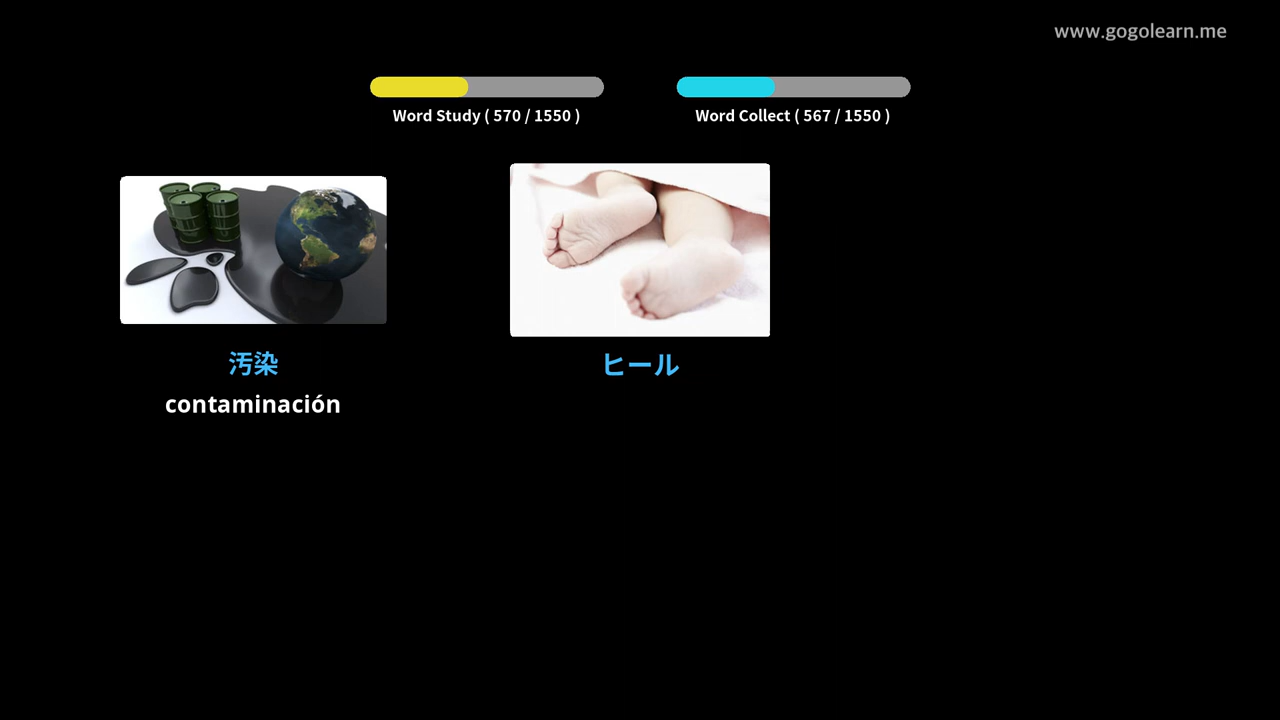 www.gogolearn.me
Word Study ( 570 / 1550 )
Word Collect ( 567 / 1550 )
汚染
contaminación
ヒール